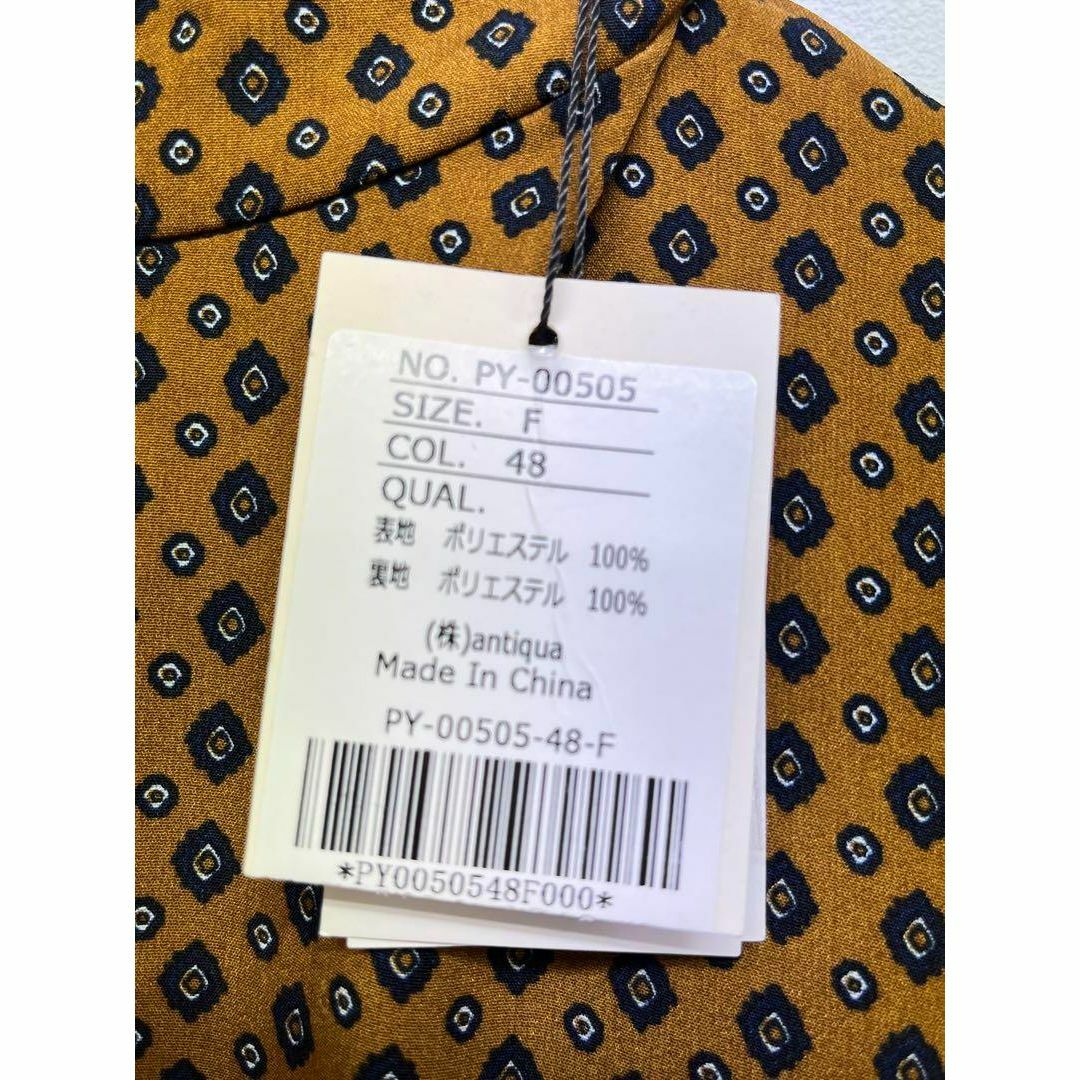 NO. PY-00505
SIZE. F
COL. 48
QUAL.
表地 ポリエステル 100%
裏地 ポリエステル 100%
(株)antiqua
Made In China
PY-00505-48-F
*PY0050548F000*